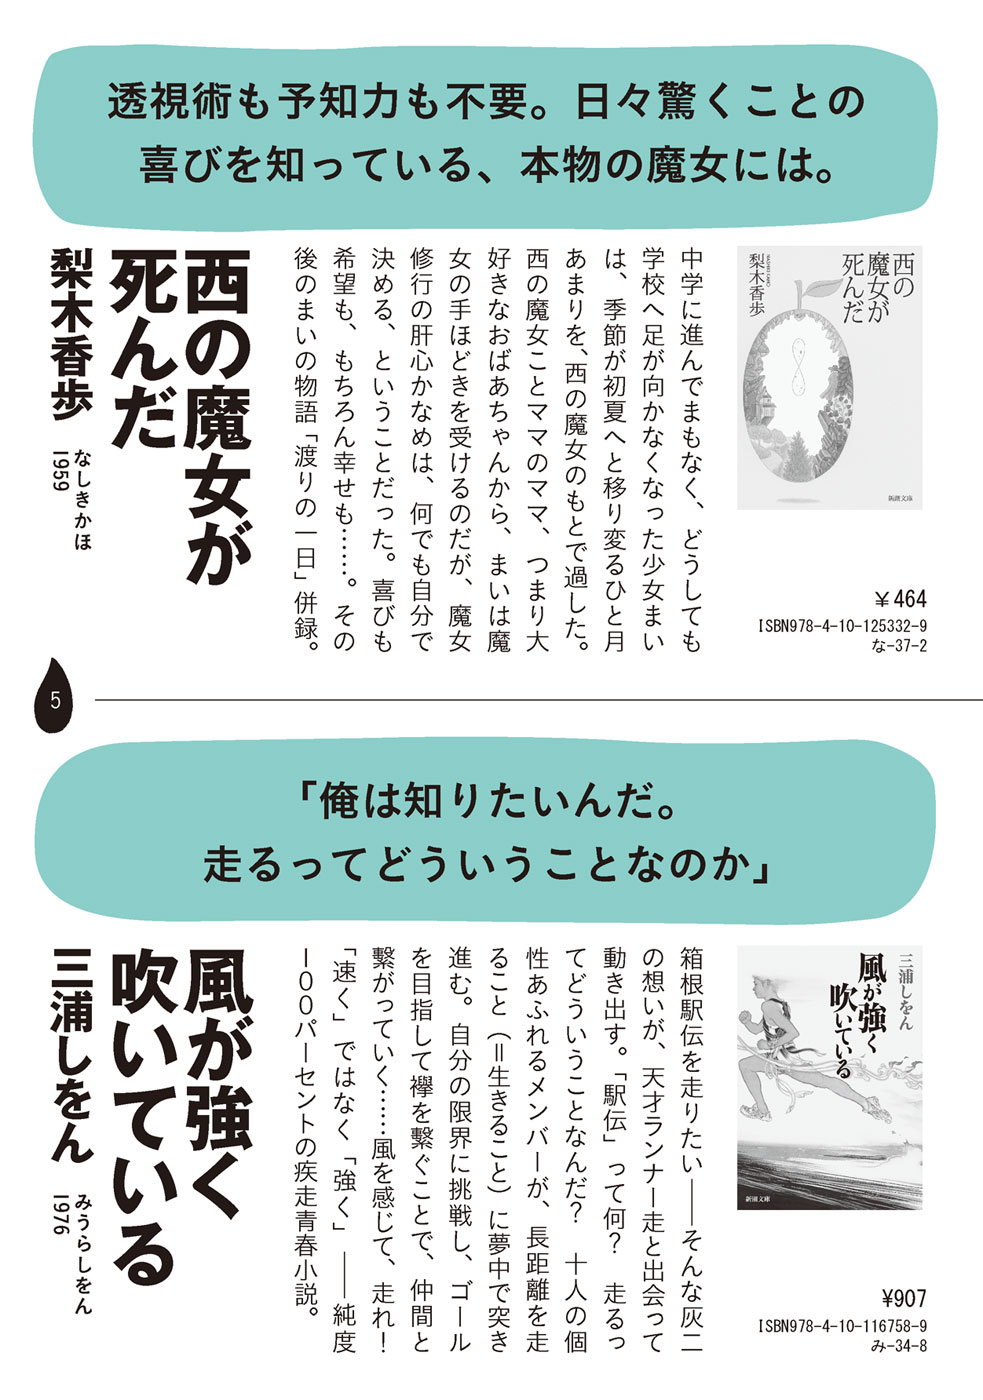 透視術も予知力も不要。日々驚くことの
喜びを知っている、本物の魔女には。
西の
魔女が
死んだ
梨木香歩
新潮文庫
￥464
ISBN978-4-10-125332-9
な-37-2
中学に進んでまもなく、どうしても
学校へ足が向かなくなった少女まい
は、季節が初夏へと移り変るひと月
あまりを、西の魔女のもとで過した。
西の魔女ことママのママ、つまり大
好きなおばあちゃんから、まいは魔
女の手ほどきを受けるのだが、魔女
修行の肝心かなめは、何でも自分で
決める、ということだった。喜びも
希望も、もちろん幸せも……。その
後のまいの物語「渡りの一日」併録。
西の魔女が
死んだ
梨木香歩
なしきかほ
1959
5
「俺は知りたいんだ。
走るってどういうことなのか」
三浦しをん
風が強く
吹いている
新潮文庫
¥907
ISBN978-4-10-116758-9
み-34-8
箱根駅伝を走りたい――そんな灰二
の想いが、天才ランナー走と出会って
動き出す。「駅伝」って何？　走るっ
てどういうことなんだ？　十人の個
性あふれるメンバーが、長距離を走
ること（＝生きること）に夢中で突き
進む。自分の限界に挑戦し、ゴール
を目指して襷を繋ぐことで、仲間と
繋がっていく……風を感じて、走れ！
「速く」ではなく「強く」――純度
100パーセントの疾走青春小説。
風が強く
吹いている
三浦しをん
みうらしをん
1976